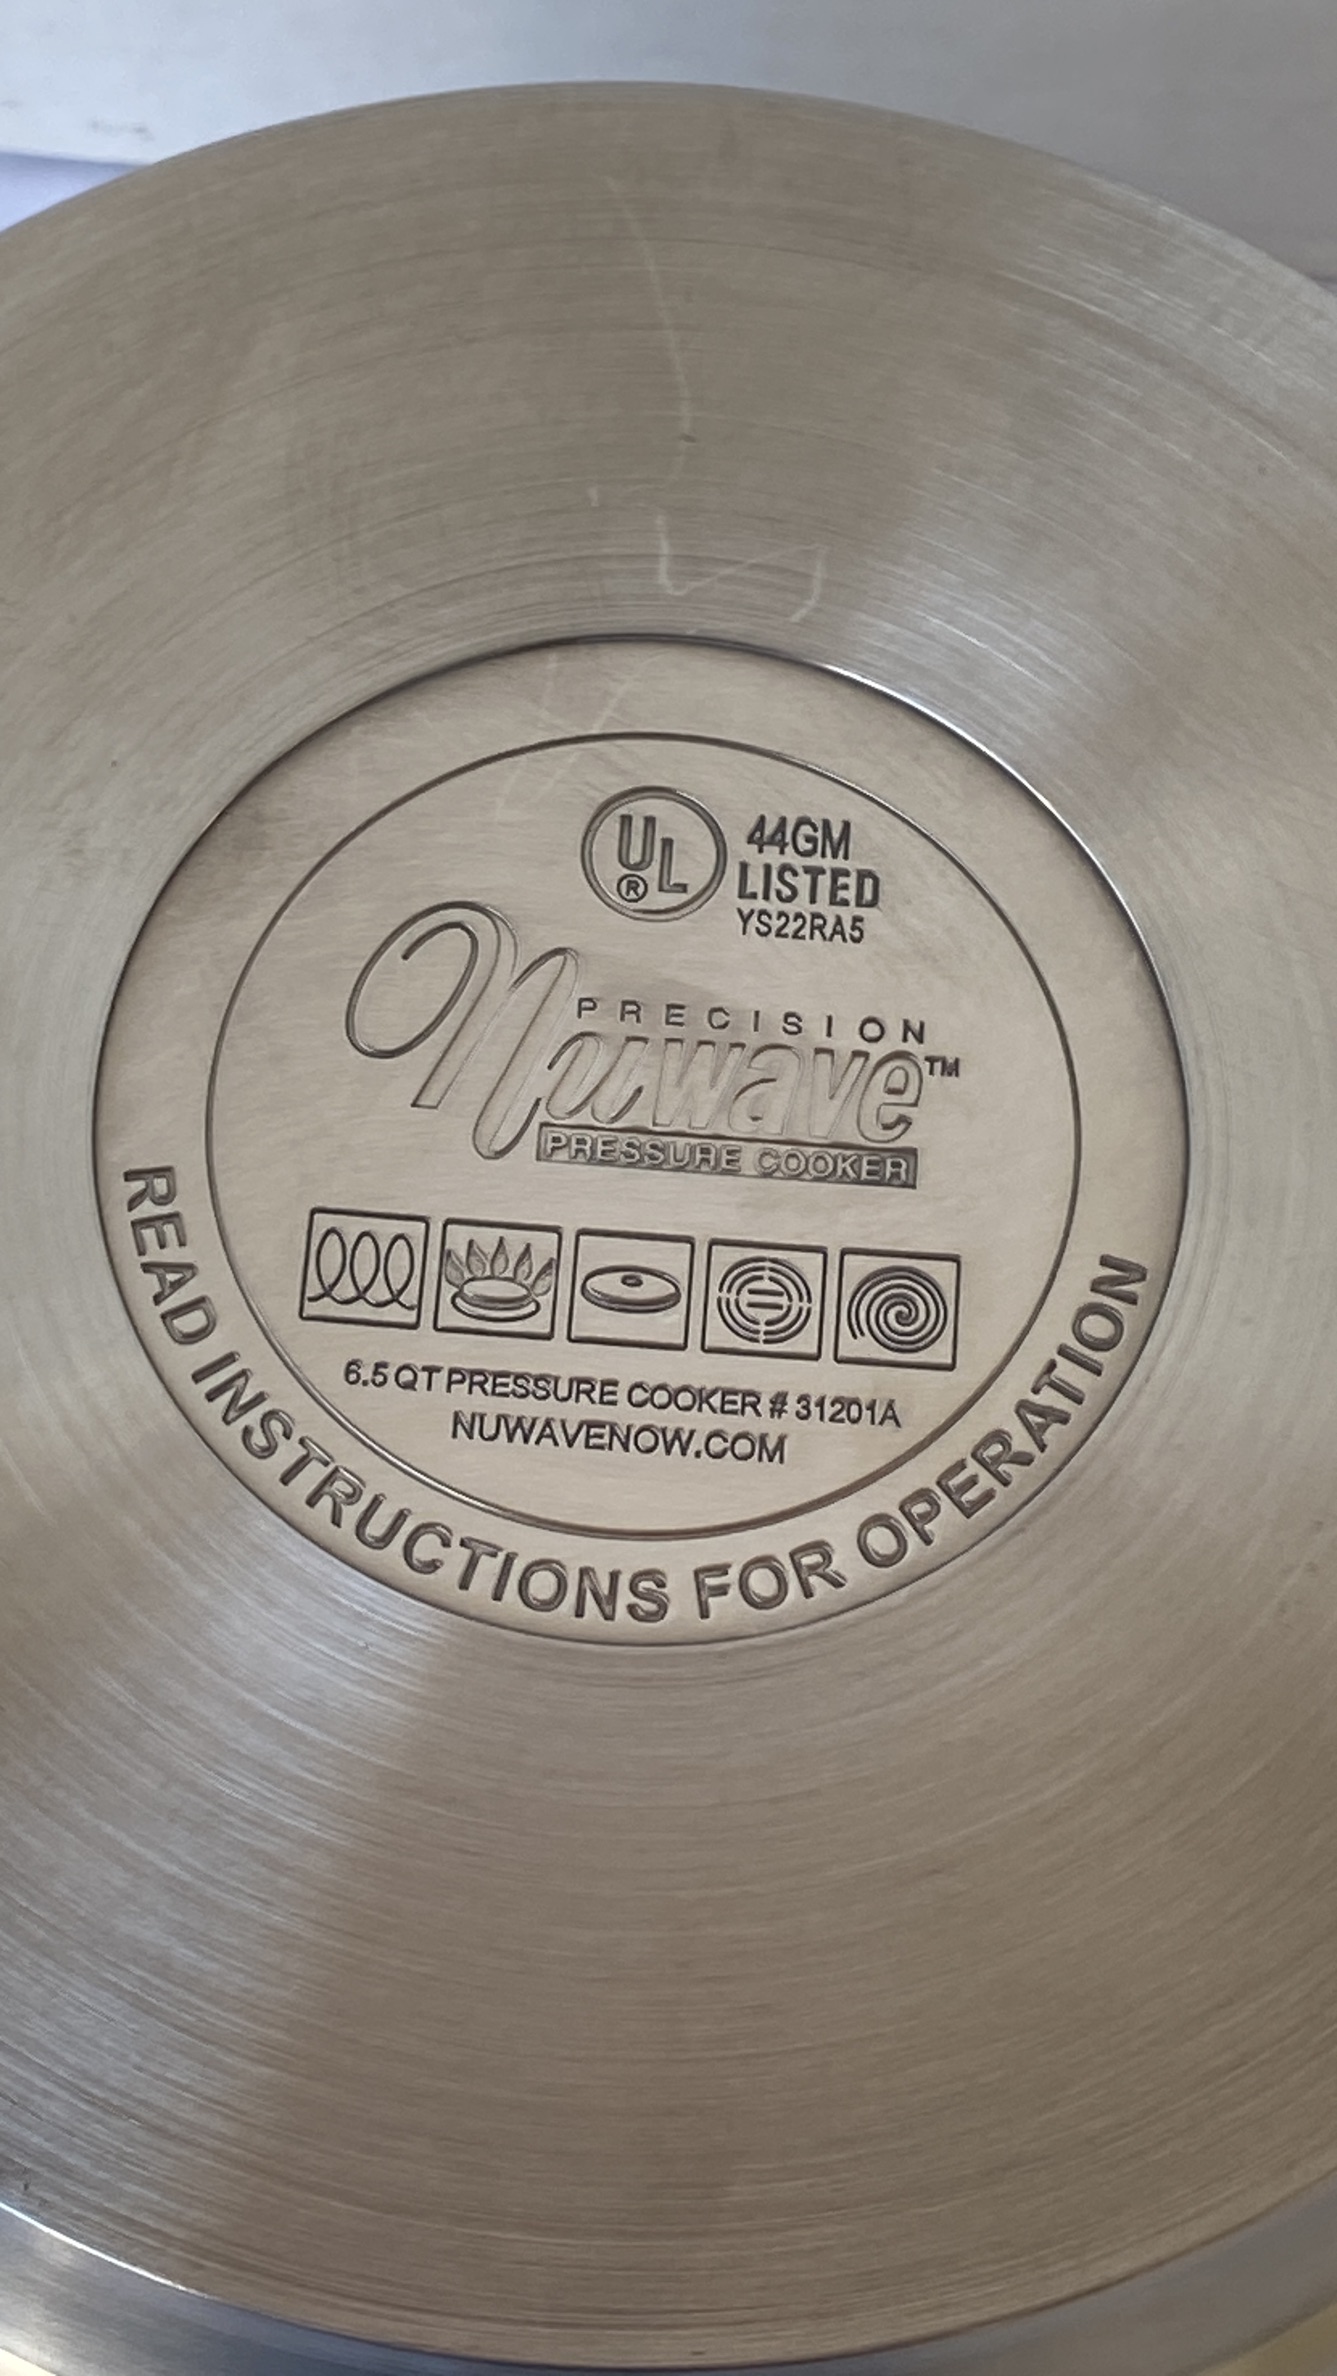 UL®
44GM
LISTED
YS22RA5
PRECISION
Nuwave™
PRESSURE COOKER
6.5 QT PRESSURE COOKER # 31201A
NUWAVENOW.COM
READ INSTRUCTIONS FOR OPERATION